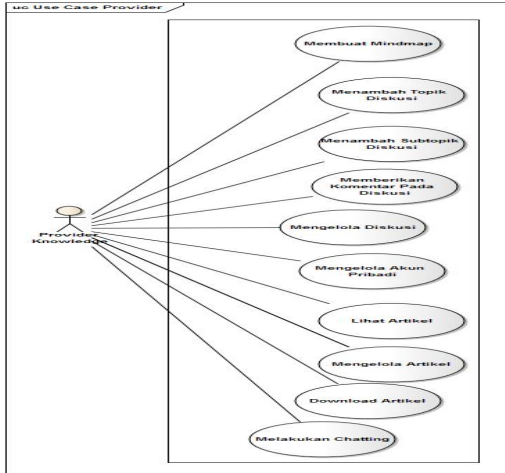 uc Use Case Provider
Membuat Mindmap
Menambah Topik
Diskusi
Menambah Subtopik
Diskusi
Memberikan
Komentar Pada
Diskusi
Provider
Knowledge
Mengelola Diskusi
Mengelola Akun
Pribadi
Lihat Artikel
Mengelola Artikel
Download Artikel
Melakukan Chatting